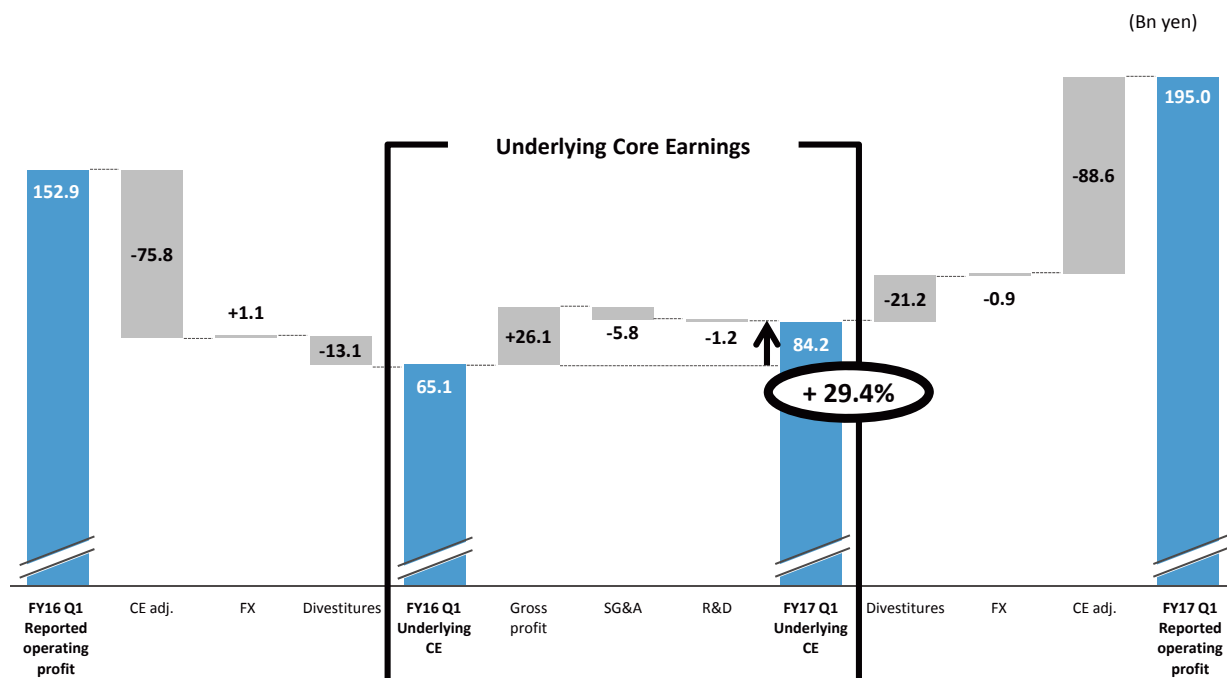 (Bn yen)
Underlying Core Earnings
152.9
-75.8
+1.1
-13.1
65.1
+26.1
-5.8
-1.2
84.2
+ 29.4%
-21.2
-0.9
-88.6
195.0
FY16 Q1
Reported
operating
profit
CE adj.
FX
Divestitures
FY16 Q1
Underlying
CE
Gross
profit
SG&A
R&D
FY17 Q1
Underlying
CE
Divestitures
FX
CE adj.
FY17 Q1
Reported
operating
profit